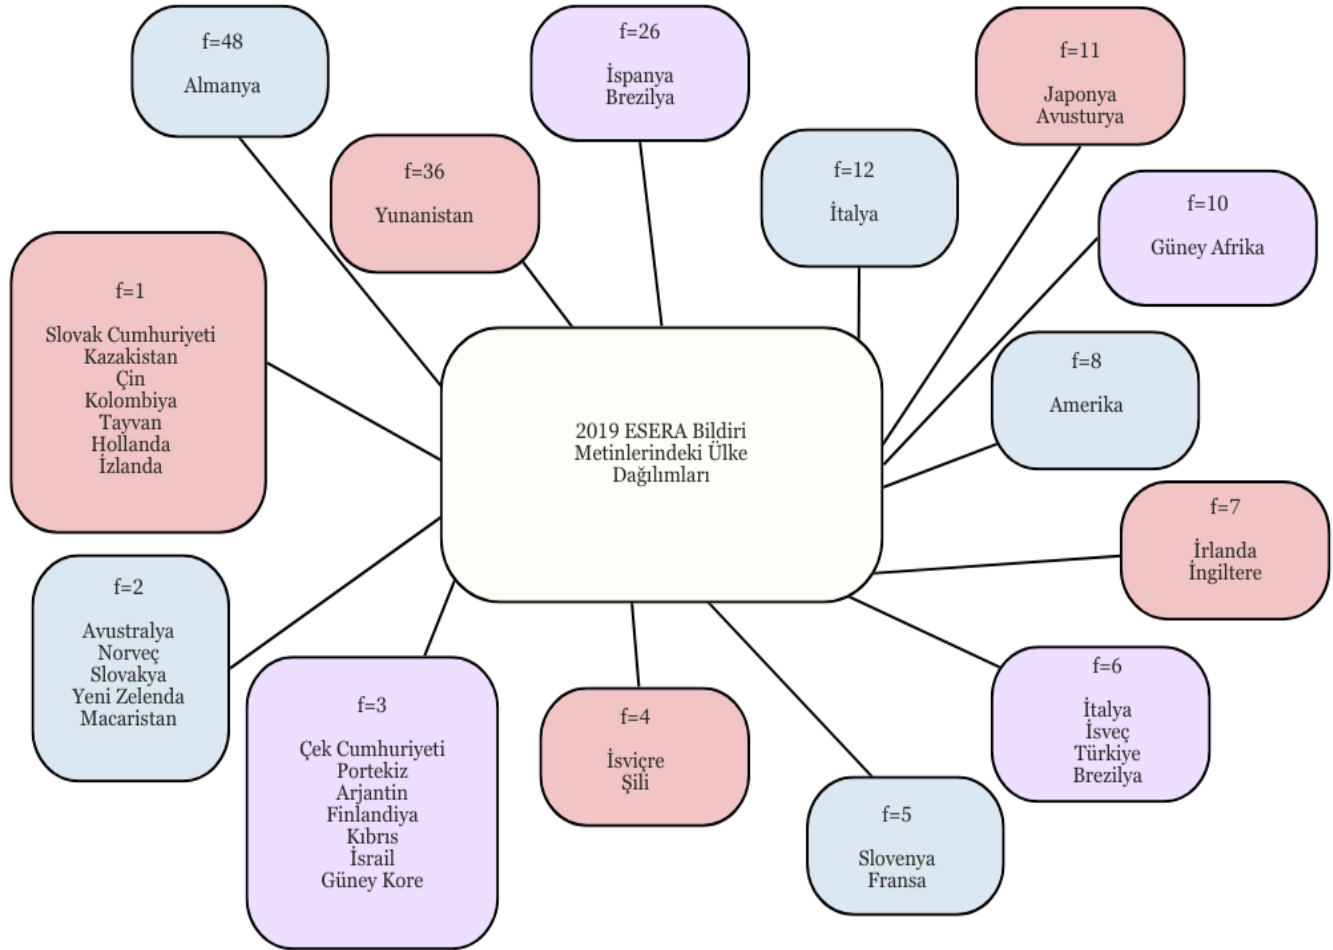 f=48
Almanya
f=36
Yunanistan
f=26
İspanya
Brezilya
f=12
İtalya
f=11
Japonya
Avusturya
f=10
Güney Afrika
f=8
Amerika
f=7
İrlanda
İngiltere
f=6
İtalya
İsveç
Türkiye
Brezilya
f=5
Slovenya
Fransa
f=4
İsviçre
Şili
f=3
Çek Cumhuriyeti
Portekiz
Arjantin
Finlandiya
Kıbrıs
İsrail
Güney Kore
f=2
Avustralya
Norveç
Slovakya
Yeni Zelenda
Macaristan
f=1
Slovak Cumhuriyeti
Kazakistan
Çin
Kolombiya
Tayvan
Hollanda
İzlanda
2019 ESERA Bildiri
Metinlerindeki Ülke
Dağılımları